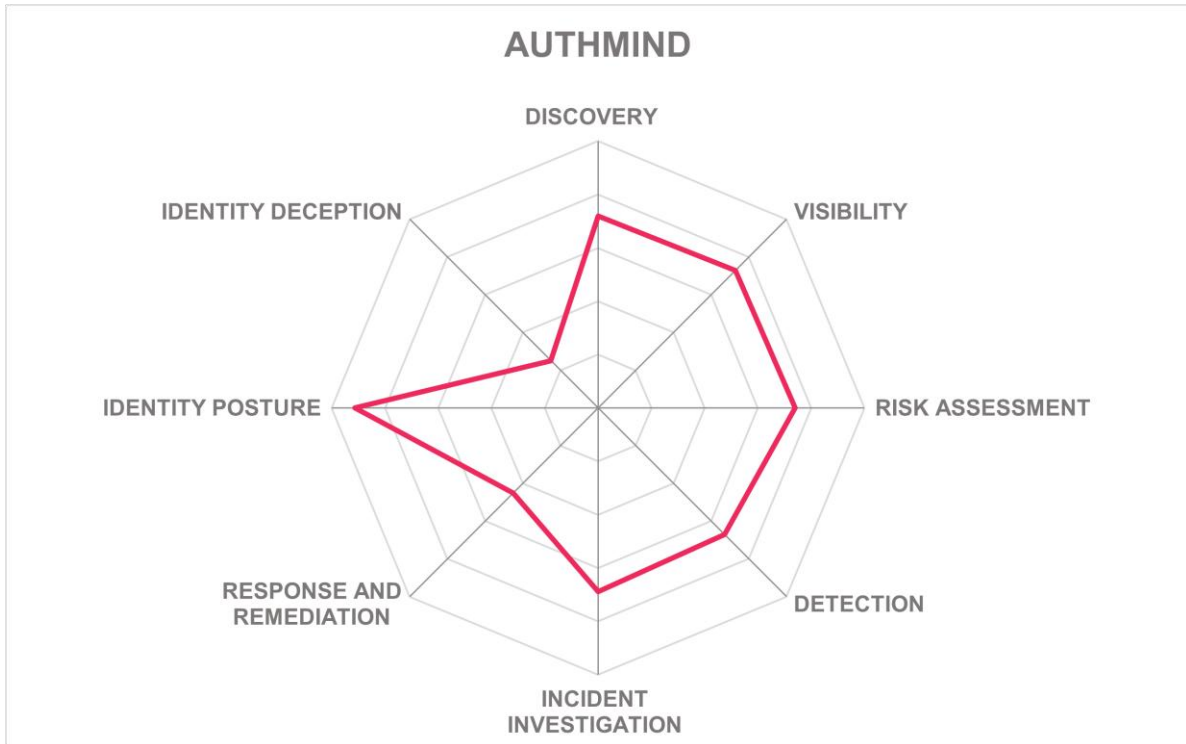 AUTHMIND
DISCOVERY
VISIBILITY
RISK ASSESSMENT
DETECTION
INCIDENT
INVESTIGATION
RESPONSE AND
REMEDIATION
IDENTITY POSTURE
IDENTITY DECEPTION